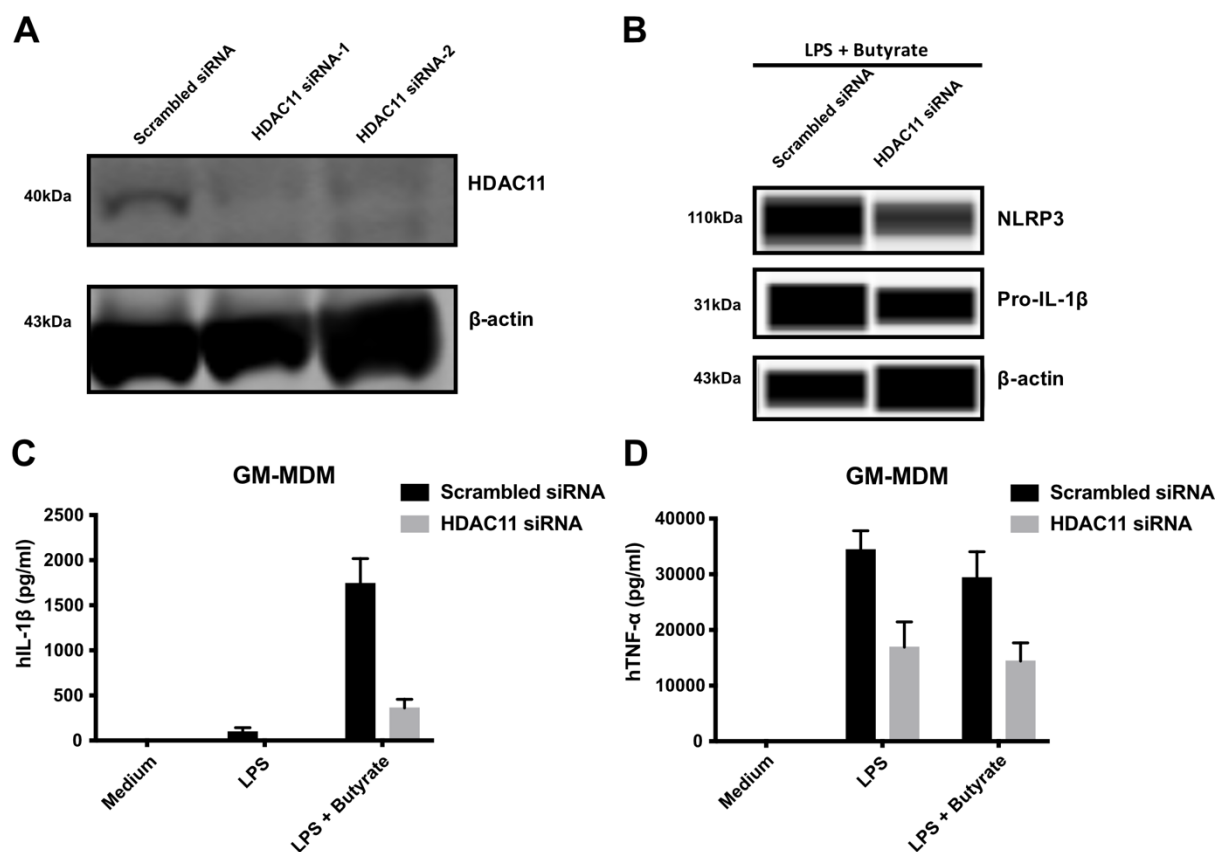 A
Scrambled siRNA
HDAC11 siRNA-1
HDAC11 siRNA-2
40kDa
HDAC11
43kDa
β-actin
B
LPS + Butyrate
Scrambled siRNA
HDAC11 siRNA
110kDa
NLRP3
31kDa
Pro-IL-1β
43kDa
β-actin
C
GM-MDM
Scrambled siRNA
HDAC11 siRNA
hIL-1β (pg/ml)
2500
2000
1500
1000
500
0
Medium
LPS
LPS + Butyrate
D
GM-MDM
Scrambled siRNA
HDAC11 siRNA
hTNF-α (pg/ml)
40000
30000
20000
10000
0
Medium
LPS
LPS + Butyrate